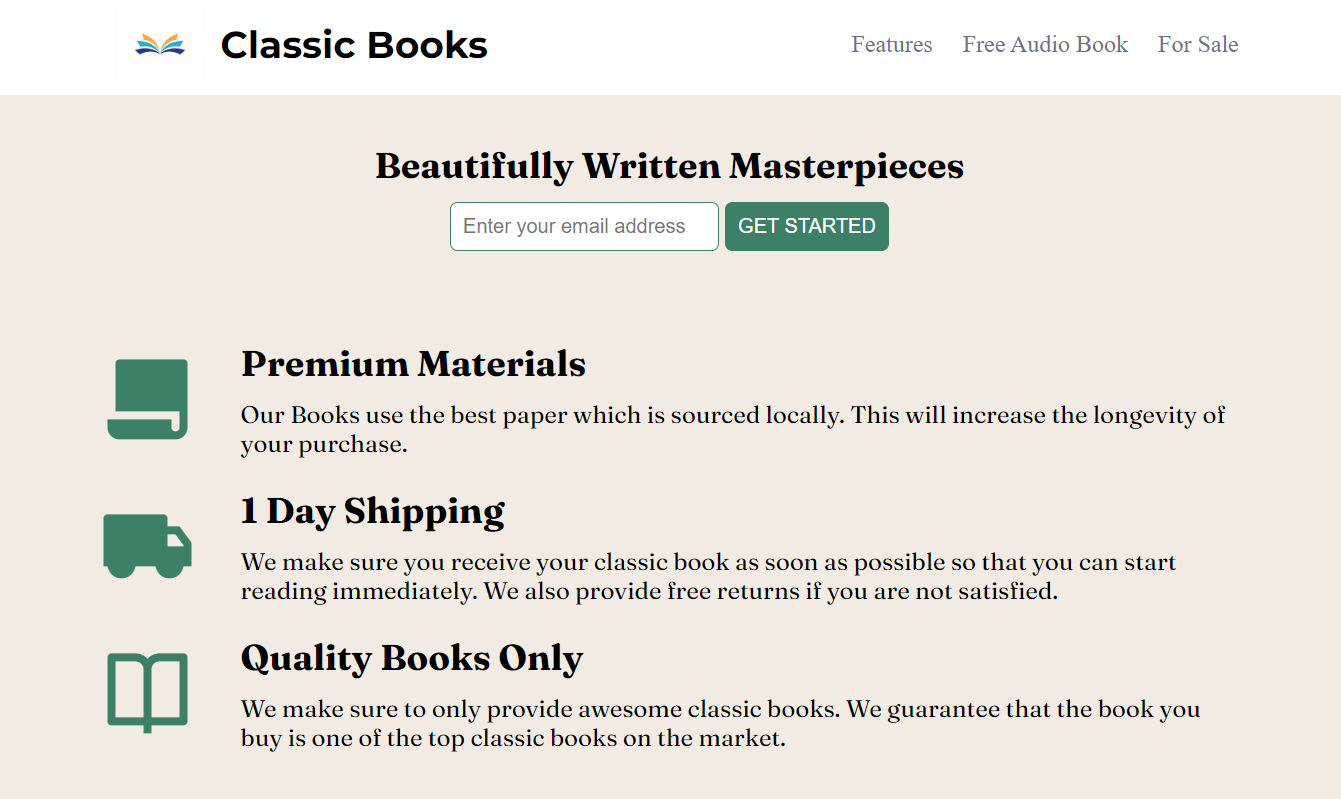 Classic Books
Features
Free Audio Book
For Sale
Beautifully Written Masterpieces
Enter your email address
GET STARTED
Premium Materials
Our Books use the best paper which is sourced locally. This will increase the longevity of
your purchase.
1 Day Shipping
We make sure you receive your classic book as soon as possible so that you can start
reading immediately. We also provide free returns if you are not satisfied.
Quality Books Only
We make sure to only provide awesome classic books. We guarantee that the book you
buy is one of the top classic books on the market.